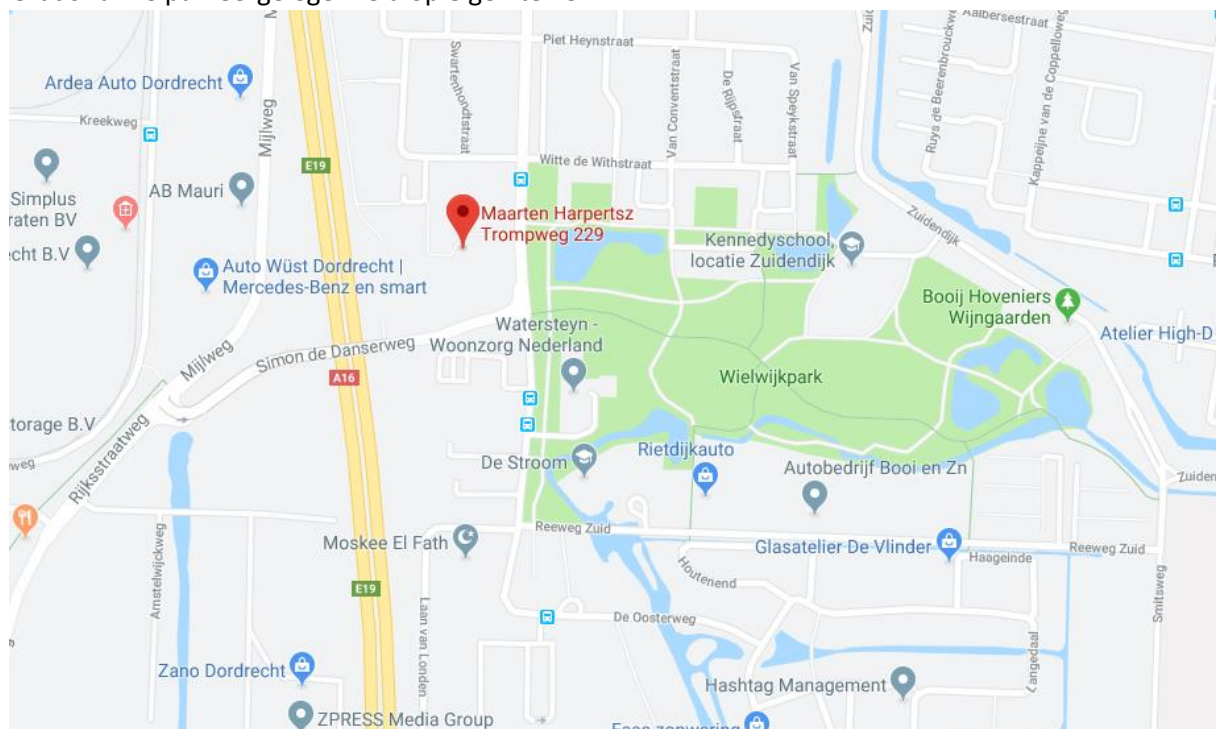 Piet Heynstraat
Aalbersestraat
Ardea Auto Dordrecht
Swartenhondtstraat
Van Conventstraat
De Rijpstraat
Van Speykstraat
Ruys de Beerenbrouckweg
Kappeijne van de Coppelloweg
Kreekweg
Mijlweg
E19
Witte de Withstraat
AB Mauri
Simplus
raten BV
echt B.V
Maarten Harpertsz
Trompweg 229
Zuidendijk
Kennedyschool,
locatie Zuidendijk
Auto Wüst Dordrecht |
Mercedes-Benz en smart
Booij Hoveniers
Wijngaarden
Atelier High-D
Watersteyn -
Woonzorg Nederland
Mijlweg
Simon de Danserweg
A16
Wielwijkpark
torage B.V
weg
Rijksstraatweg
De Stroom
Rietdijkauto
Autobedrijf Booi en Zn
Zuiden
Reeweg Zuid
Moskee El Fath
Glasatelier De Vlinder
Reeweg Zuid
Haageinde
Houtenend
Amstelwijckweg
E19
Laan van Londen
De Oosterweg
Smitsweg
Langedaal
Zano Dordrecht
Hashtag Management
ZPRESS Media Group